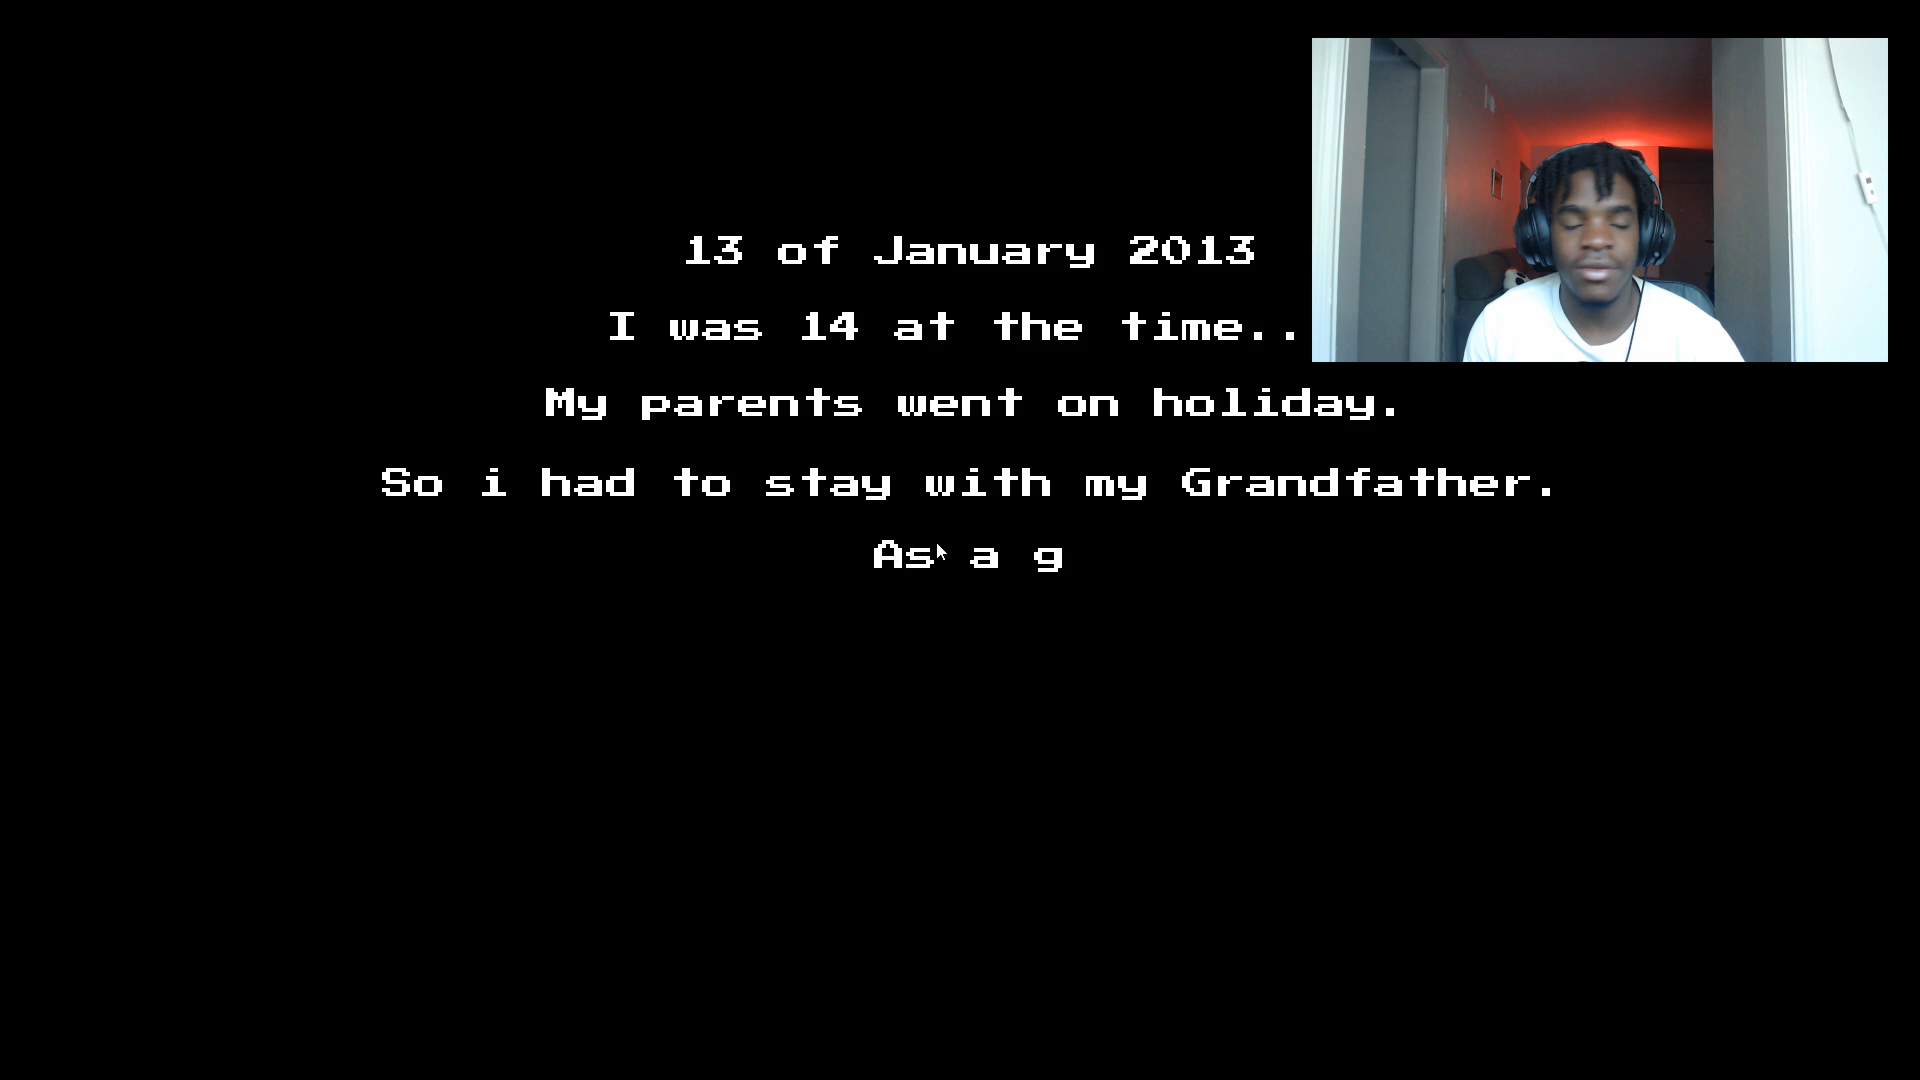 13 of January 2013
I was 14 at the time..
My parents went on holiday.
So i had to stay with my Grandfather.
As a g